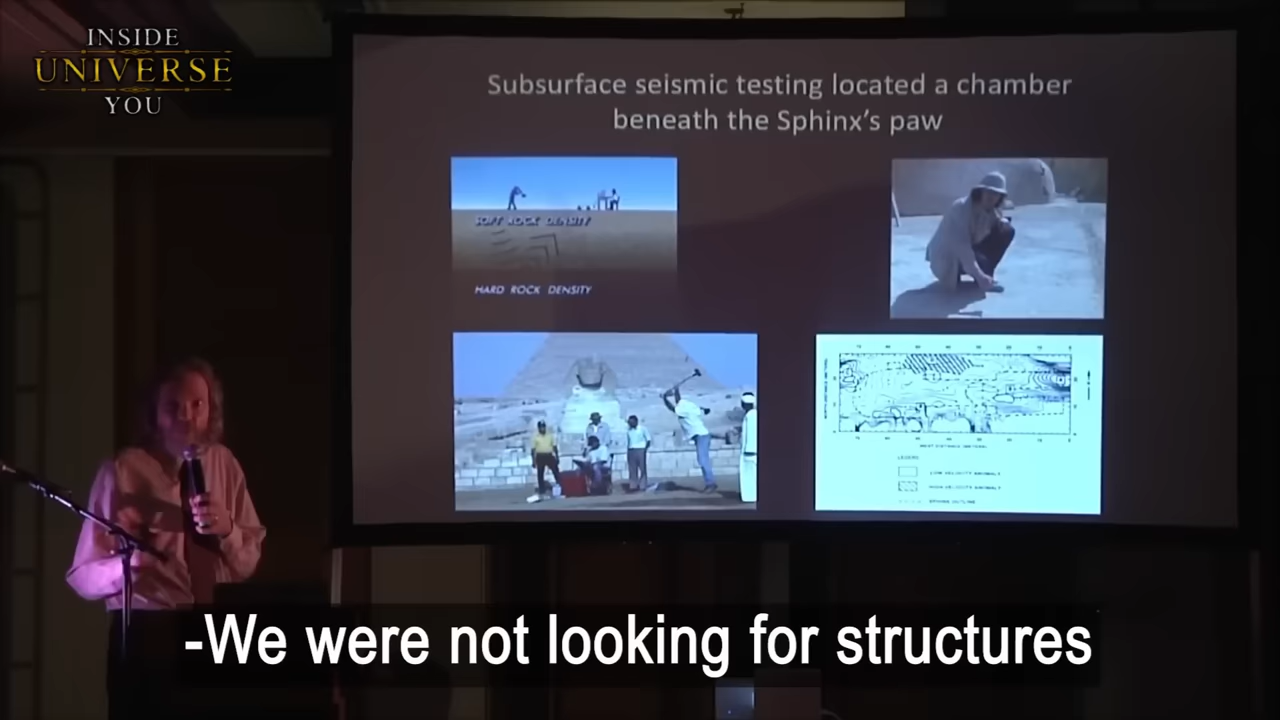 INSIDE
UNIVERSE
YOU
Subsurface seismic testing located a chamber
beneath the Sphinx's paw
SOFT ROCK DENSITY
HARD ROCK DENSITY
LEGEND
LOW VELOCITY ANOMALY
HIGH VELOCITY ANOMALY
SPHINX OUTLINE
-We were not looking for structures